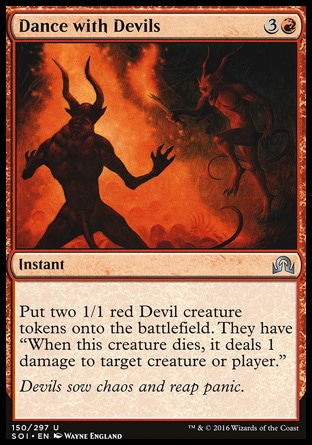 Dance with Devils 3
Instant
Put two 1/1 red Devil creature
tokens onto the battlefield. They have
“When this creature dies, it deals 1
damage to target creature or player.”
Devils sow chaos and reap panic.
150/297 U
SOI • EN Wayne England
™ & © 2016 Wizards of the Coast